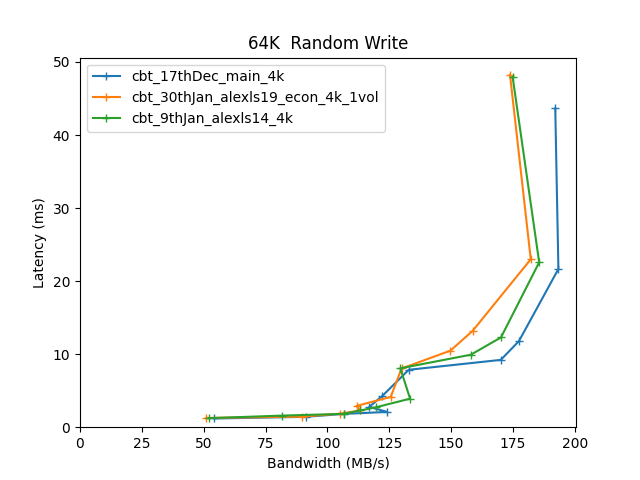 64K  Random Write
cbt_17thDec_main_4k
cbt_30thJan_alexls19_econ_4k_1vol
cbt_9thJan_alexls14_4k
50
40
30
20
10
0
Latency (ms)
0 25 50 75 100 125 150 175 200
Bandwidth (MB/s)